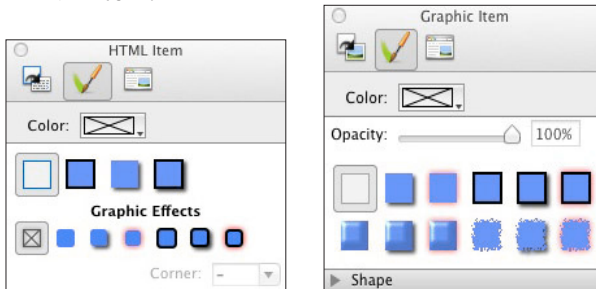 HTML Item
Color:
Graphic Effects
Corner: -
Graphic Item
Color:
Opacity: 100%
Shape